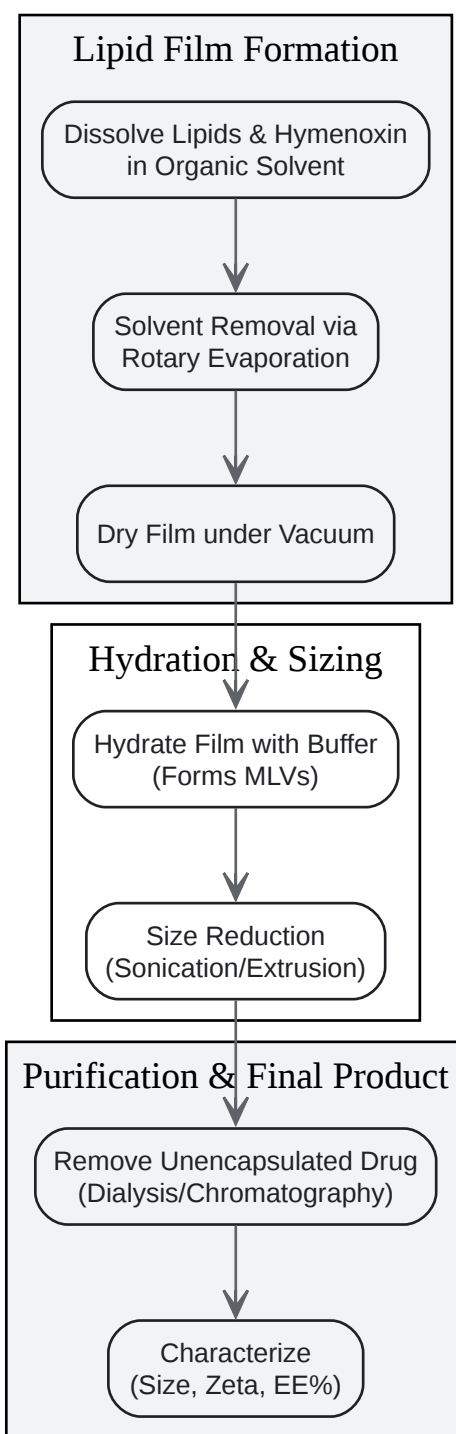 Lipid Film Formation
Dissolve Lipids & Hymenoxin
in Organic Solvent
Solvent Removal via
Rotary Evaporation
Dry Film under Vacuum
Hydration & Sizing
Hydrate Film with Buffer
(Forms MLVs)
Size Reduction
(Sonication/Extrusion)
Purification & Final Product
Remove Unencapsulated Drug
(Dialysis/Chromatography)
Characterize
(Size, Zeta, EE%)